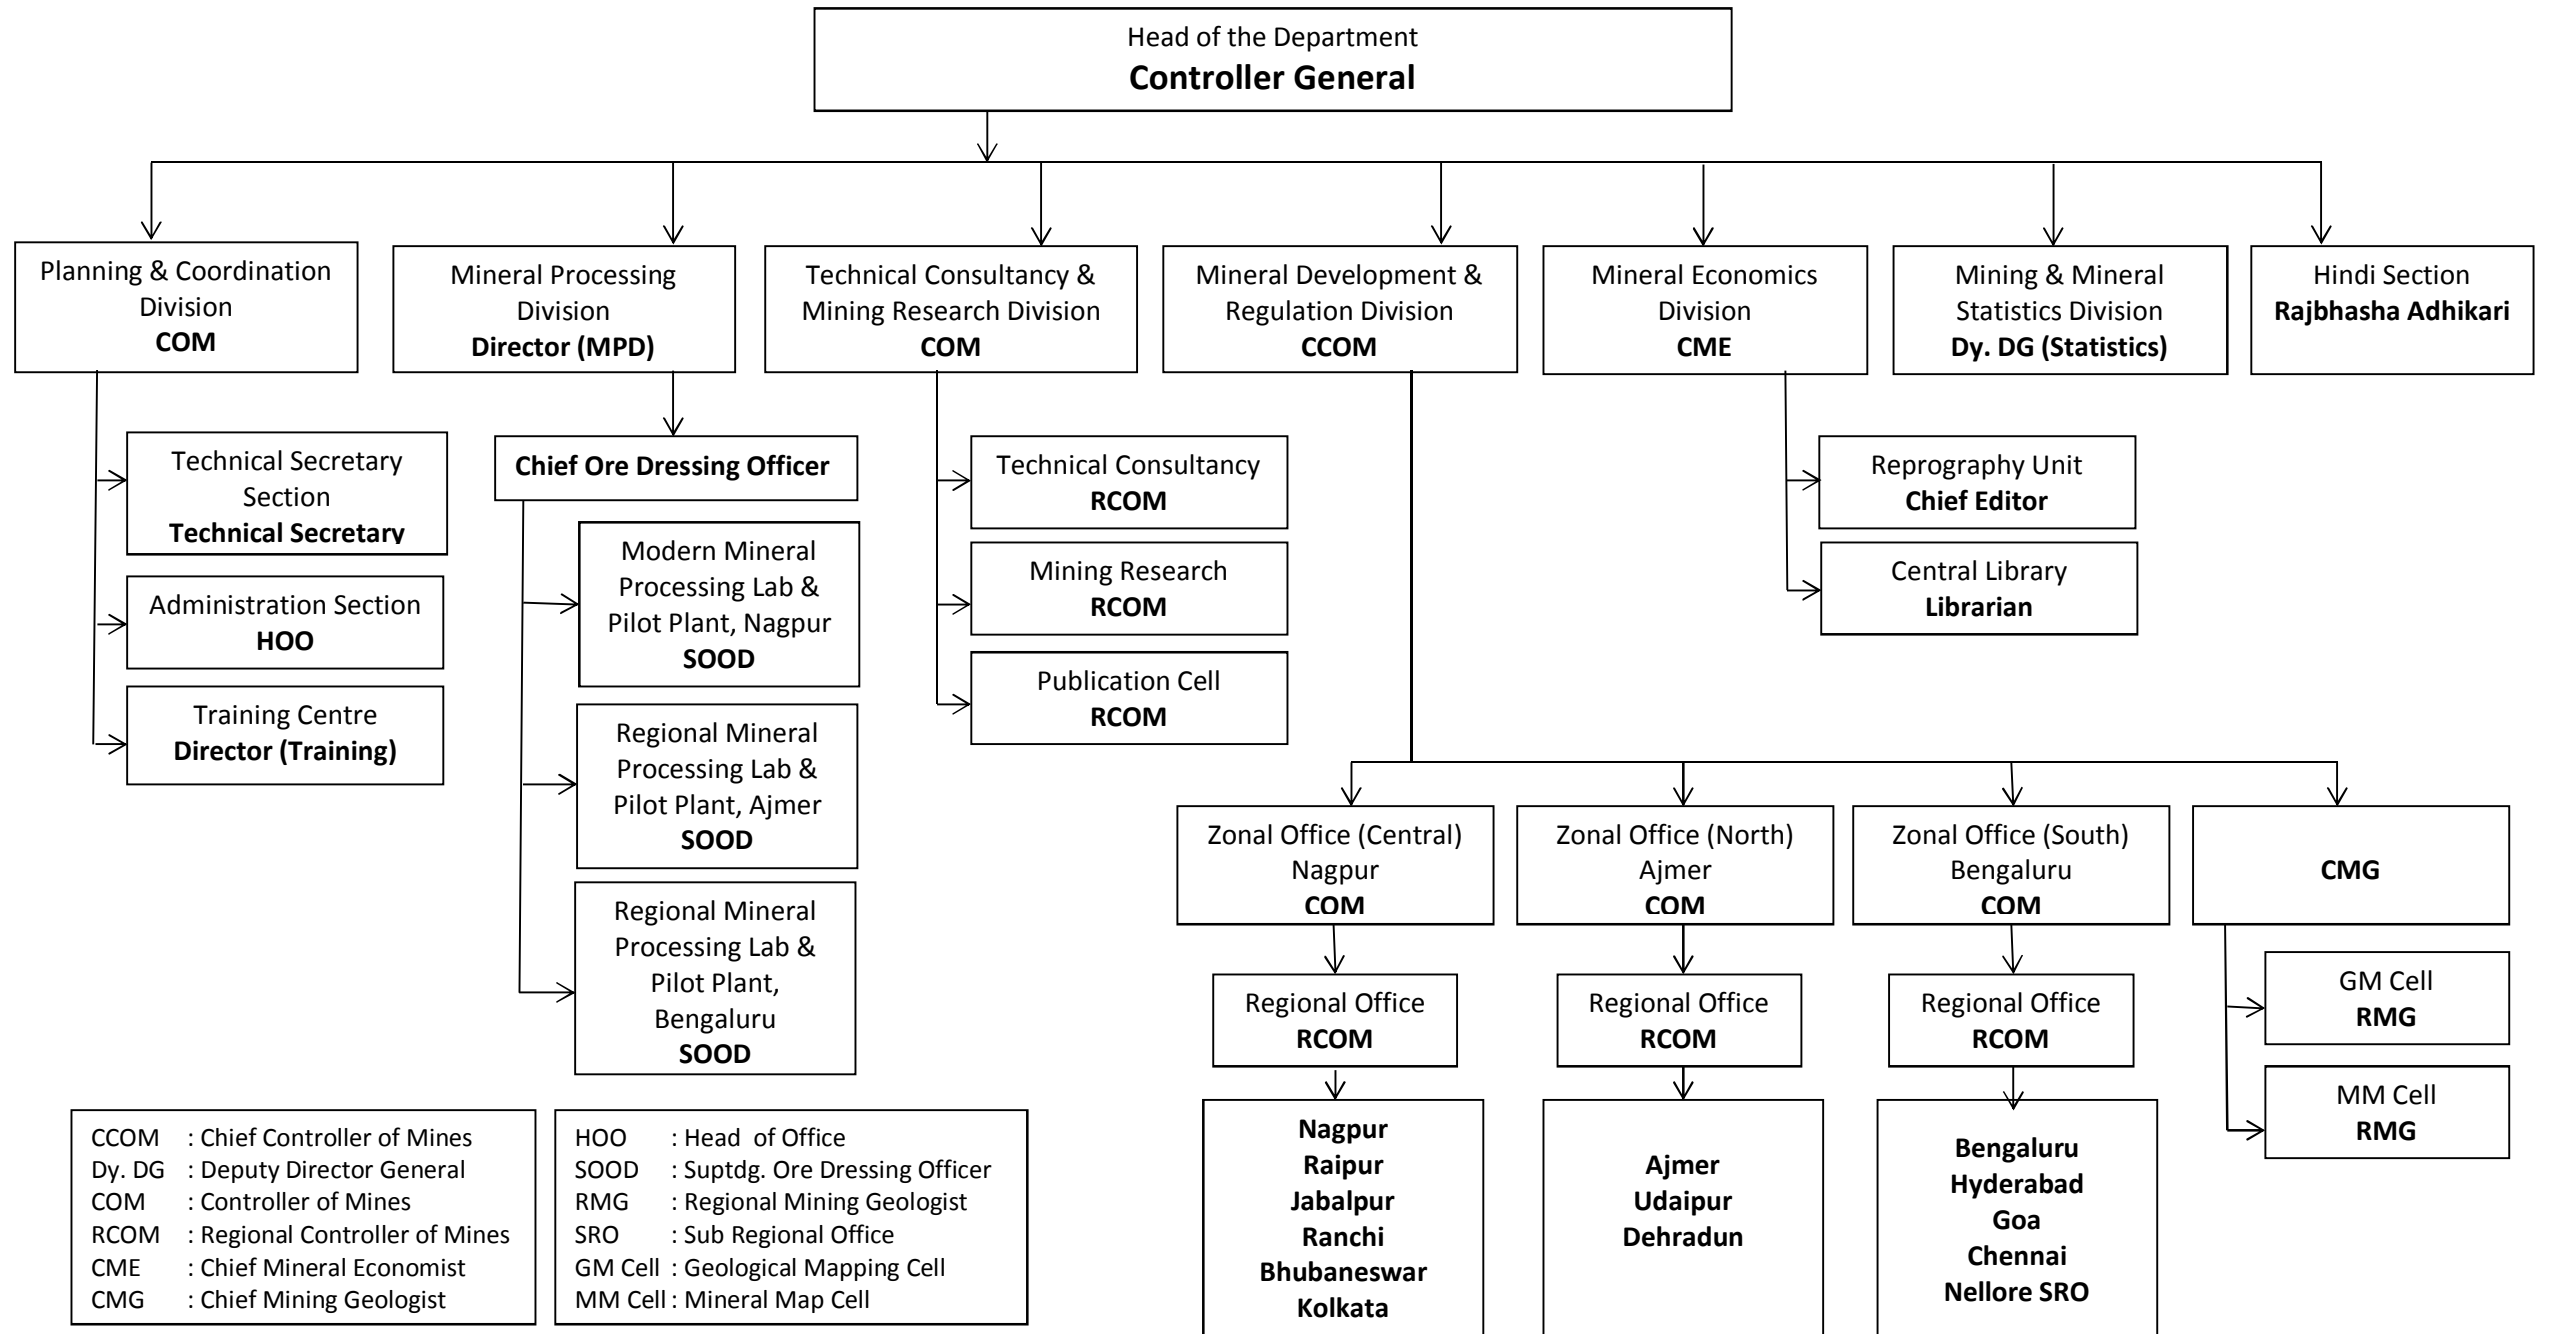 Head of the Department
Controller General
Planning & Coordination
Division
COM
Mineral Processing
Division
Director (MPD)
Technical Consultancy &
Mining Research Division
COM
Mineral Development &
Regulation Division
CCOM
Mineral Economics
Division
CME
Mining & Mineral
Statistics Division
Dy. DG (Statistics)
Hindi Section
Rajbhasha Adhikari
Technical Secretary
Section
Technical Secretary
Administration Section
HOO
Training Centre
Director (Training)
Chief Ore Dressing Officer
Modern Mineral
Processing Lab &
Pilot Plant, Nagpur
SOOD
Regional Mineral
Processing Lab &
Pilot Plant, Ajmer
SOOD
Regional Mineral
Processing Lab &
Pilot Plant,
Bengaluru
SOOD
Technical Consultancy
RCOM
Mining Research
RCOM
Publication Cell
RCOM
Reprography Unit
Chief Editor
Central Library
Librarian
Zonal Office (Central)
Nagpur
COM
Zonal Office (North)
Ajmer
COM
Zonal Office (South)
Bengaluru
COM
CMG
Regional Office
RCOM
Regional Office
RCOM
Regional Office
RCOM
GM Cell
RMG
MM Cell
RMG
Nagpur
Raipur
Jabalpur
Ranchi
Bhubaneswar
Kolkata
Ajmer
Udaipur
Dehradun
Bengaluru
Hyderabad
Goa
Chennai
Nellore SRO
CCOM : Chief Controller of Mines
Dy. DG : Deputy Director General
COM : Controller of Mines
RCOM : Regional Controller of Mines
CME : Chief Mineral Economist
CMG : Chief Mining Geologist
HOO : Head of Office
SOOD : Suptdg. Ore Dressing Officer
RMG : Regional Mining Geologist
SRO : Sub Regional Office
GM Cell : Geological Mapping Cell
MM Cell : Mineral Map Cell